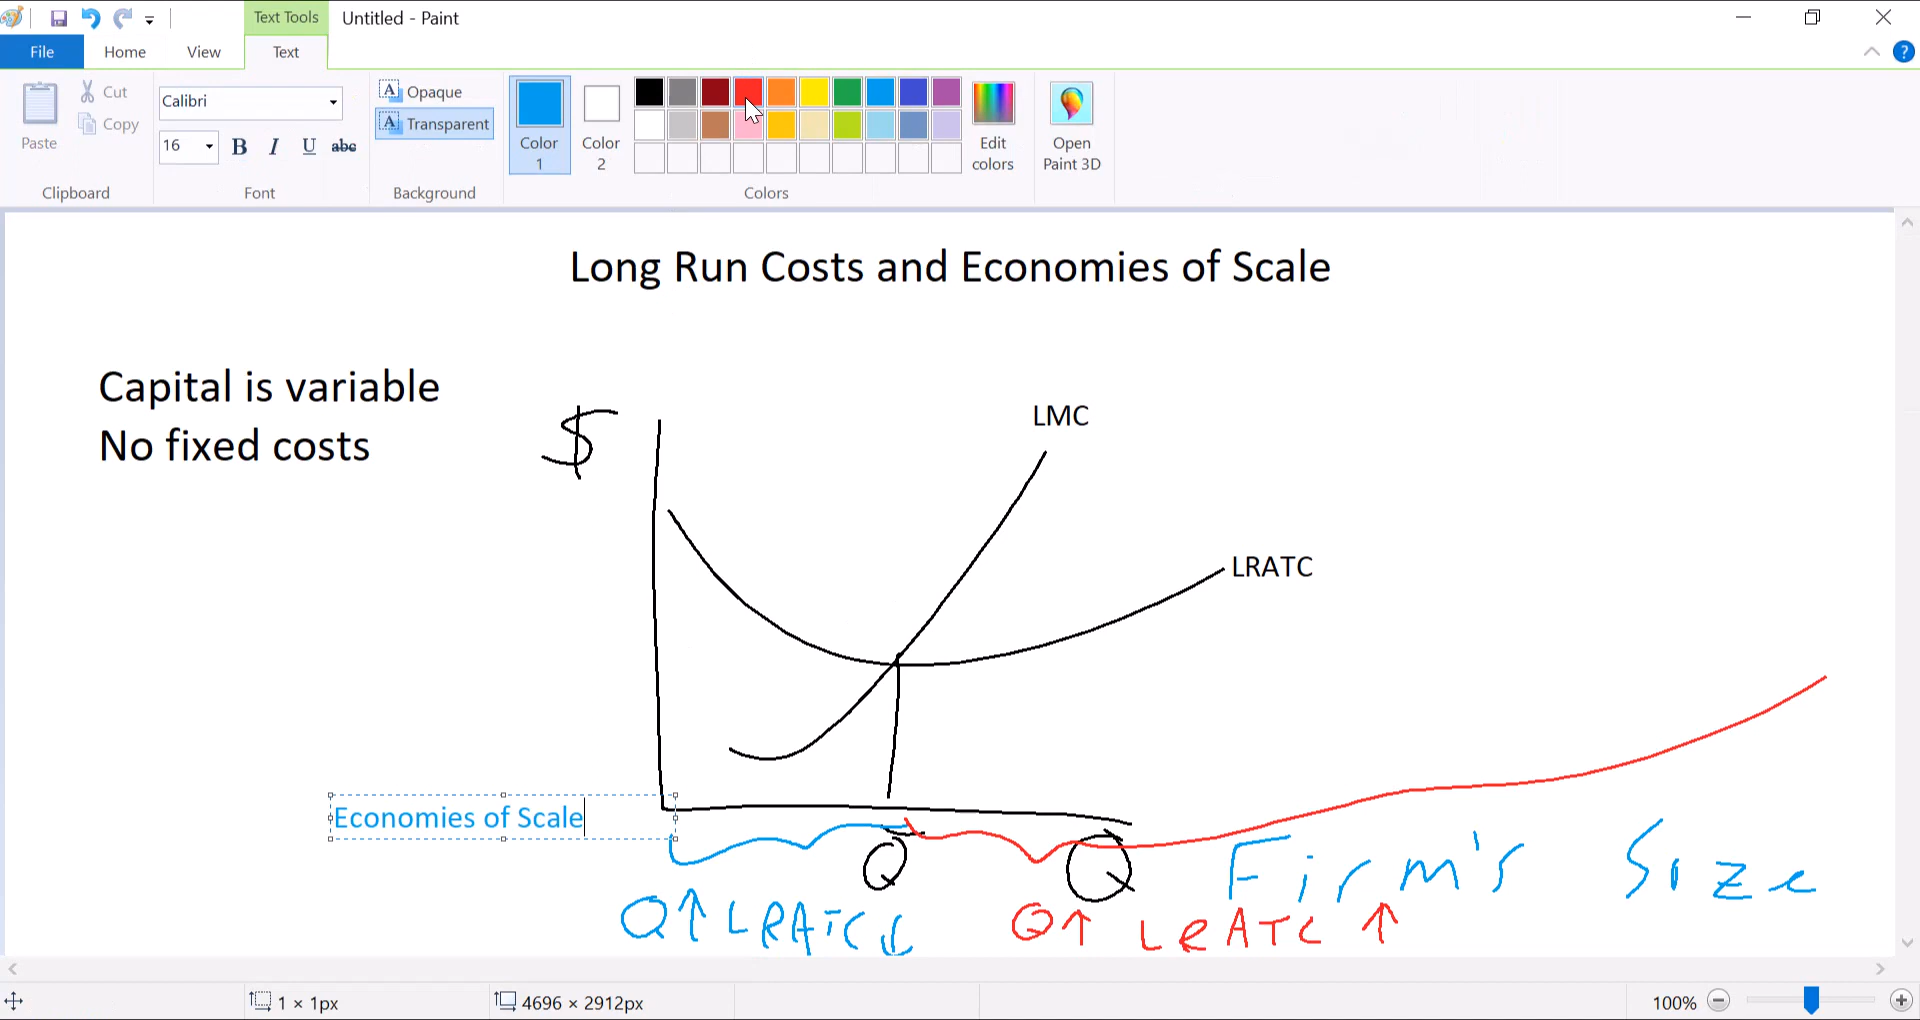 Text Tools
Untitled - Paint
File
Home
View
Text
Paste
Cut
Copy
Clipboard
Calibri
16
B I U abc
Font
A Opaque
A Transparent
Background
Color 1
Color 2
Colors
Edit colors
Open Paint 3D
Long Run Costs and Economies of Scale
Capital is variable
No fixed costs
$
LMC
LRATC
Economies of Scale
Q
Q
Firm's Size
Q↑ LRATC↓
Q↑ LRATC ↑
1 × 1px
4696 × 2912px
100%